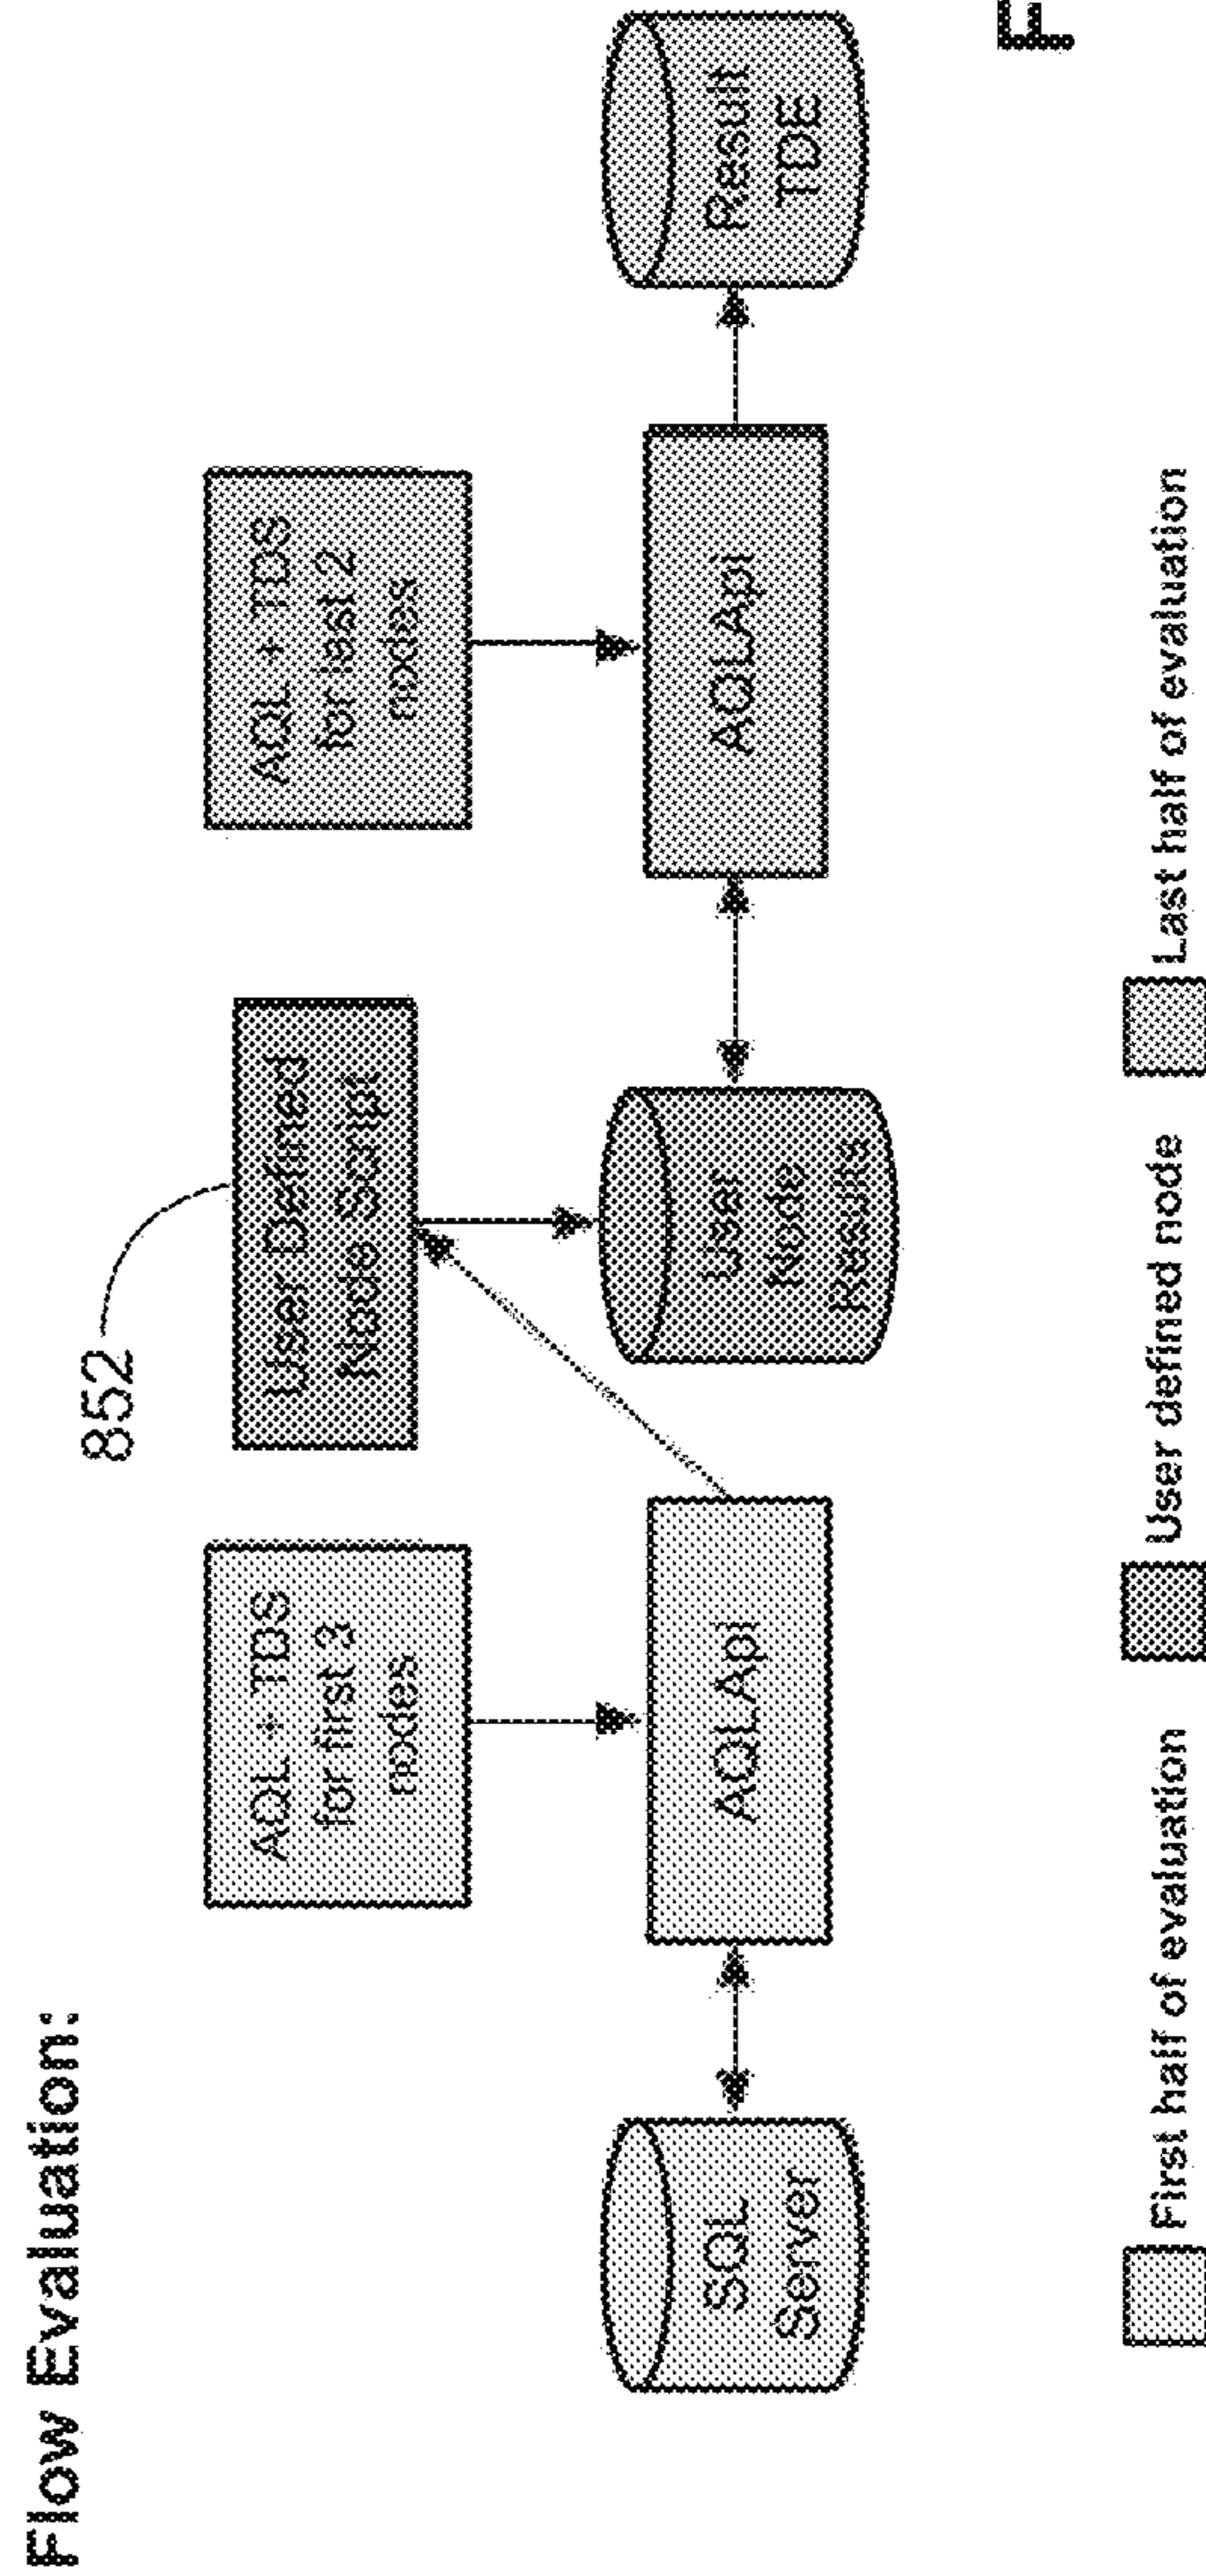 Flow Evaluation:
852
AQL + TDS
for first 3
nodes
User Defined
Node Script
AQL + TDS
for last 2
nodes
SQL
Server
AQLApi
User
Node
Results
AQLApi
Result
TDE
First half of evaluation
User defined node
Last half of evaluation
F